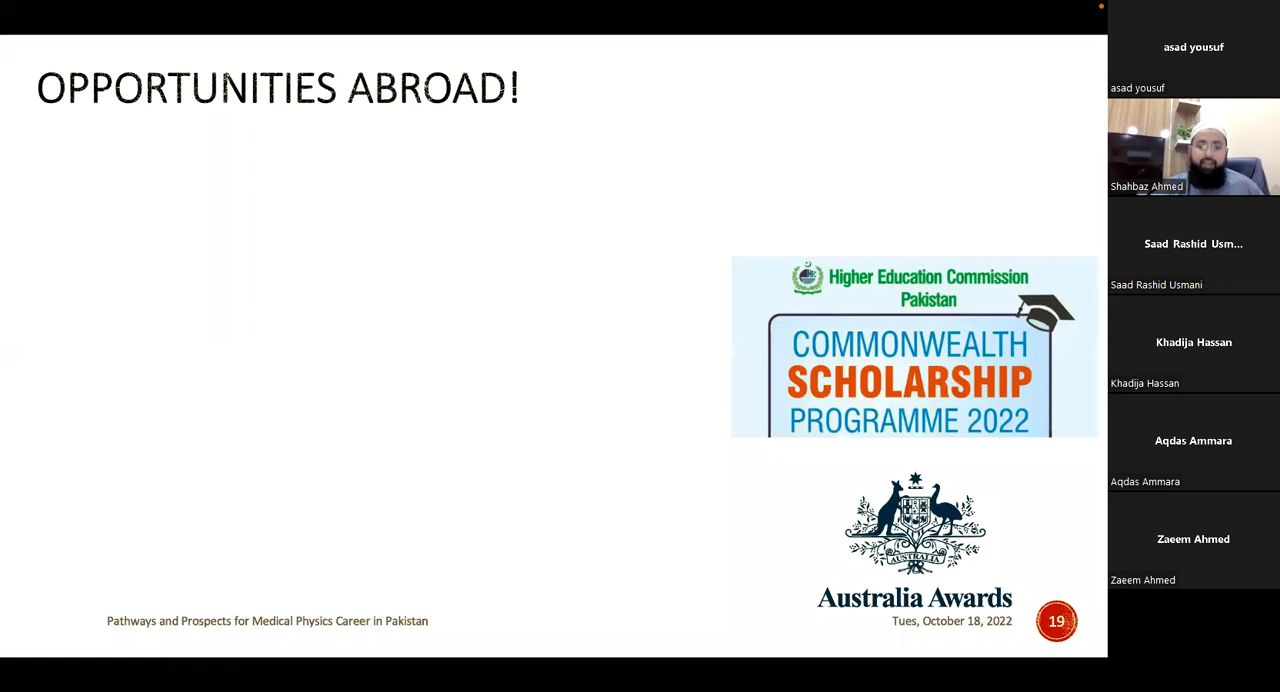 OPPORTUNITIES ABROAD!
Higher Education Commission
Pakistan
COMMONWEALTH
SCHOLARSHIP
PROGRAMME 2022
AUSTRALIA
Australia Awards
Pathways and Prospects for Medical Physics Career in Pakistan
Tues, October 18, 2022
19
asad yousuf
asad yousuf
Shahbaz Ahmed
Saad Rashid Usm...
Saad Rashid Usmani
Khadija Hassan
Khadija Hassan
Aqdas Ammara
Aqdas Ammara
Zaeem Ahmed
Zaeem Ahmed